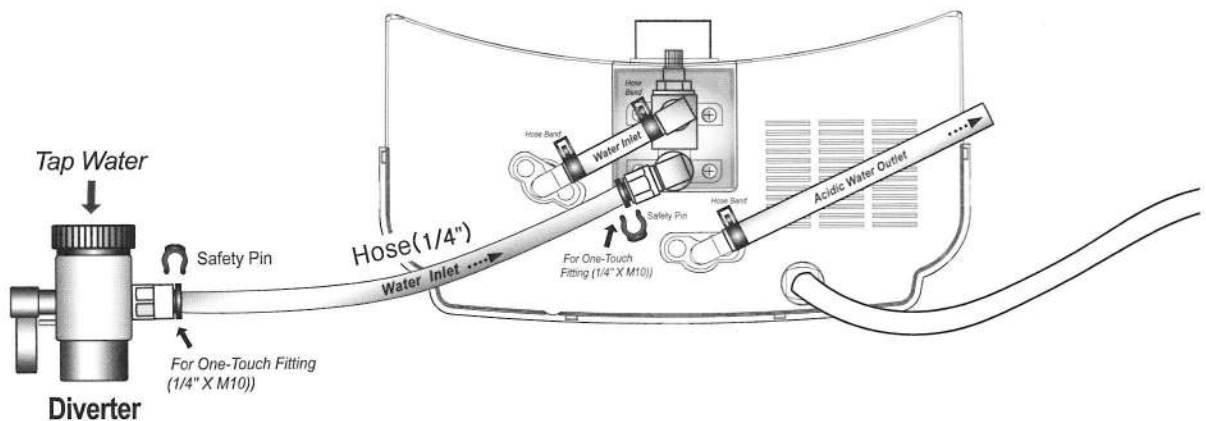 Tap Water
Safety Pin
Hose(1/4")
Water Inlet
For One-Touch Fitting
(1/4" X M10))
Diverter
Hose
Band
Hose Band
Water Inlet
Safety Pin
For One-Touch
Fitting (1/4" X M10))
Hose Band
Acidic Water Outlet